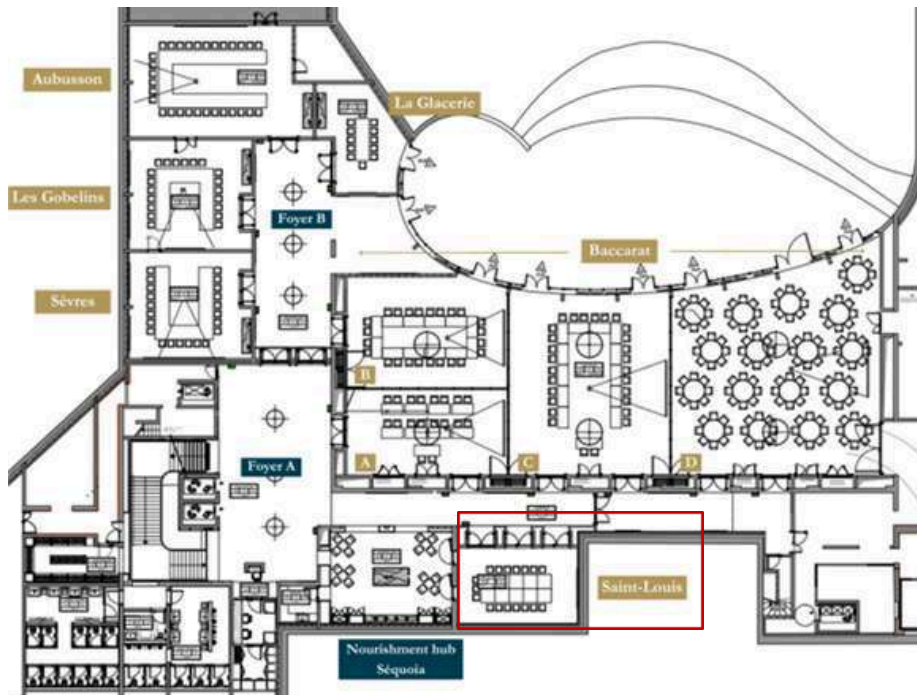 Aubusson
La Glacerie
Les Gobelins
Foyer B
Baccarat
Sèvres
B
A
C
D
Foyer A
Saint-Louis
Nourishment hub
Séquoia